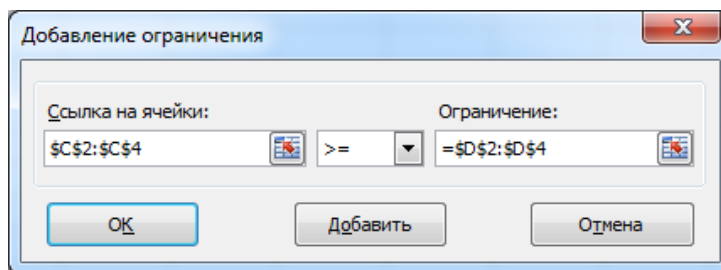 Добавление ограничения
Ссылка на ячейки: Ограничение:
$C$2:$C$4 >= =$D$2:$D$4
ОК Добавить Отмена